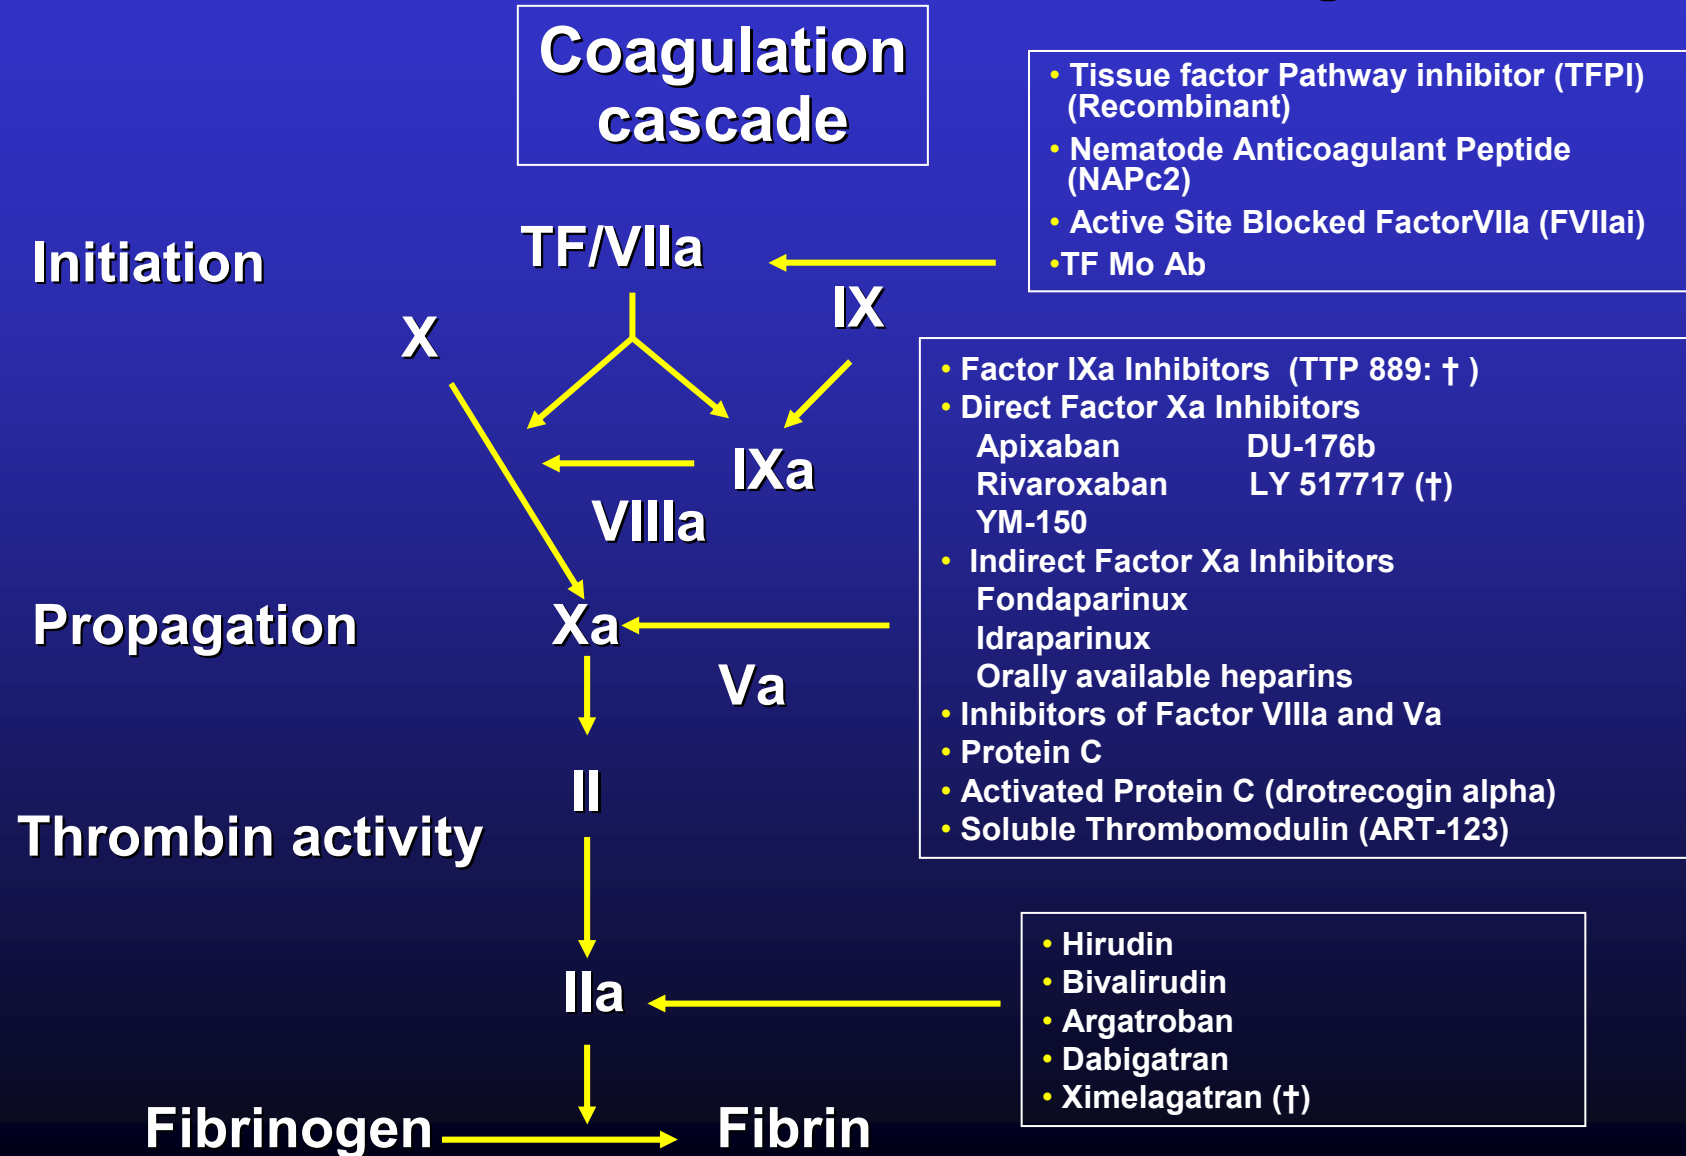 Coagulation
cascade
• Tissue factor Pathway inhibitor (TFPI)
(Recombinant)
• Nematode Anticoagulant Peptide
(NAPc2)
• Active Site Blocked FactorVIIa (FVIIai)
•TF Mo Ab
Initiation
TF/VIIa
IX
X
IXa
VIIIa
• Factor IXa Inhibitors (TTP 889: † )
• Direct Factor Xa Inhibitors
Apixaban DU-176b
Rivaroxaban LY 517717 (†)
YM-150
• Indirect Factor Xa Inhibitors
Fondaparinux
Idraparinux
Orally available heparins
• Inhibitors of Factor VIIIa and Va
• Protein C
• Activated Protein C (drotrecogin alpha)
• Soluble Thrombomodulin (ART-123)
Propagation
Xa
Va
II
Thrombin activity
IIa
• Hirudin
• Bivalirudin
• Argatroban
• Dabigatran
• Ximelagatran (†)
Fibrinogen
Fibrin